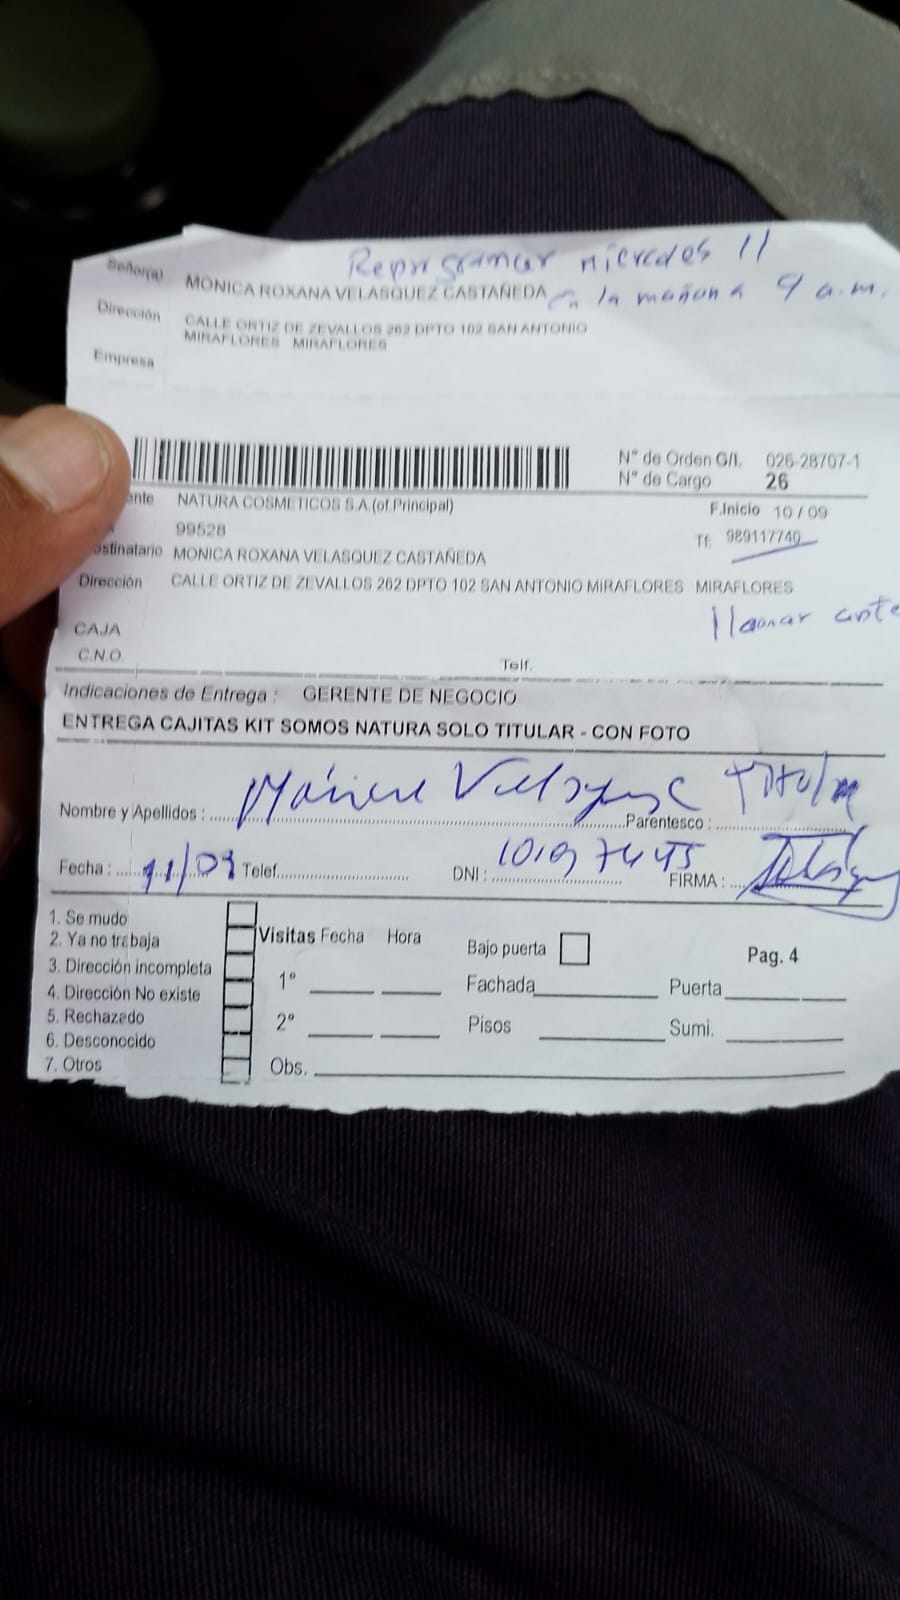 Reprogramar miercoles 11
Señor(a) MONICA ROXANA VELASQUEZ CASTAÑEDA en la mañana 9 a.m.
Dirección CALLE ORTIZ DE ZEVALLOS 262 DPTO 102 SAN ANTONIO
MIRAFLORES MIRAFLORES
Empresa
Nº de Orden G/I. 026-28707-1
Nº de Cargo 26
ente NATURA COSMETICOS S.A.(of.Principal) F.Inicio 10 / 09
99528 Tf: 989117740
estinatario MONICA ROXANA VELASQUEZ CASTAÑEDA
Dirección CALLE ORTIZ DE ZEVALLOS 262 DPTO 102 SAN ANTONIO MIRAFLORES MIRAFLORES
llamar ante
CAJA
C.N.O. Telf.
Indicaciones de Entrega : GERENTE DE NEGOCIO
ENTREGA CAJITAS KIT SOMOS NATURA SOLO TITULAR - CON FOTO
Nombre y Apellidos : Parentesco : Titular
Fecha : 11/09 Telef. DNI : FIRMA :
1. Se mudo
2. Ya no trabaja Visitas Fecha Hora Bajo puerta Pag. 4
3. Dirección incompleta 1º Fachada Puerta
4. Dirección No existe
5. Rechazado 2º Pisos Sumi.
6. Desconocido
7. Otros Obs.